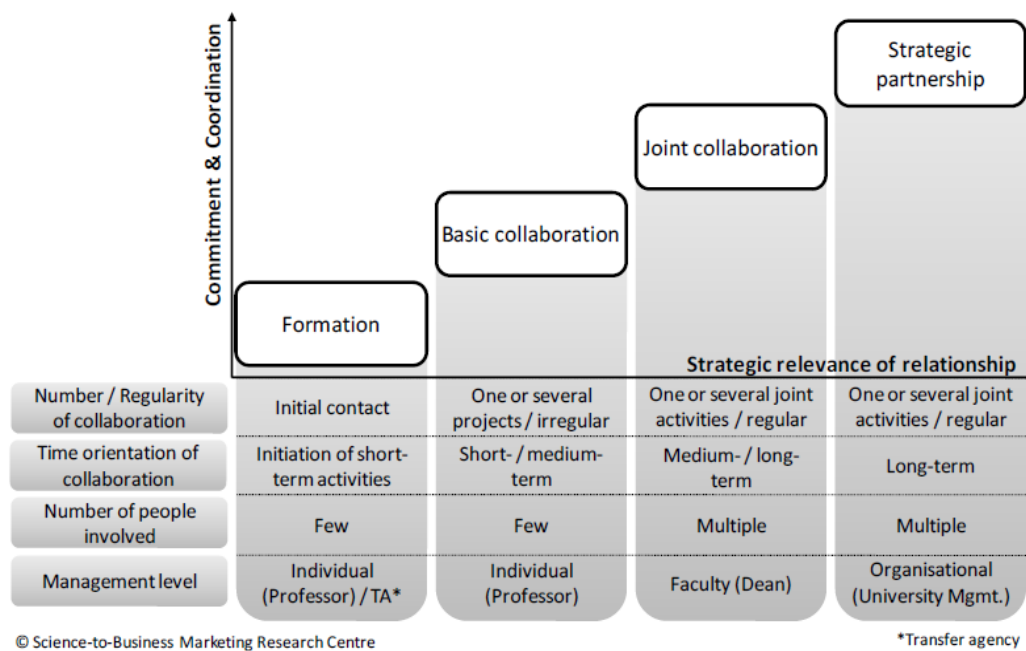 Commitment & Coordination
Strategic
partnership
Joint collaboration
Basic collaboration
Formation
Strategic relevance of relationship
Number / Regularity
of collaboration
Initial contact
One or several
projects / irregular
One or several joint
activities / regular
One or several joint
activities / regular
Time orientation of
collaboration
Initiation of short-
term activities
Short- / medium-
term
Medium- / long-
term
Long-term
Number of people
involved
Few
Few
Multiple
Multiple
Management level
Individual
(Professor) / TA*
Individual
(Professor)
Faculty (Dean)
Organisational
(University Mgmt.)
© Science-to-Business Marketing Research Centre
*Transfer agency